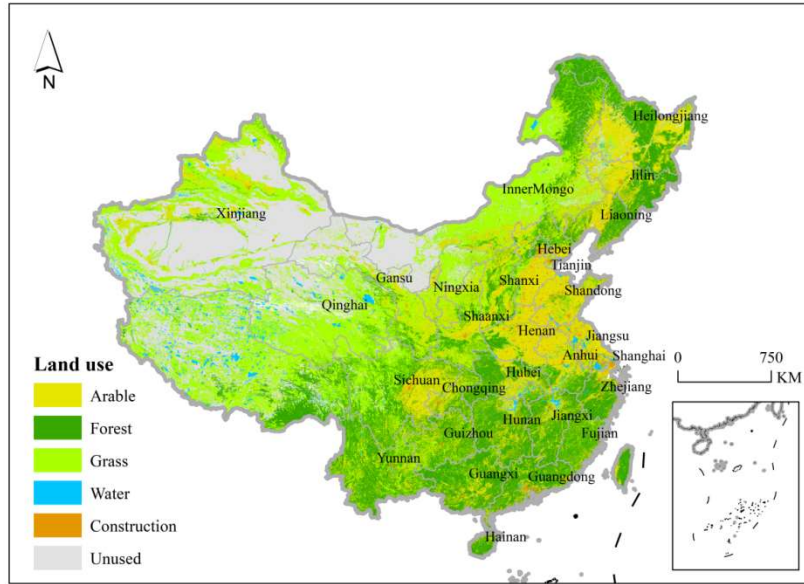 N
Heilongjiang
Jilin
InnerMongo
Liaoning
Xinjiang
Hebei
Tianjin
Gansu
Ningxia
Shanxi
Shandong
Qinghai
Shaanxi
Henan
Jiangsu
Anhui
Shanghai
0 750
KM
Hubei
Zhejiang
Sichuan
Chongqing
Hunan
Jiangxi
Guizhou
Fujian
Yunnan
Guangxi
Guangdong
Hainan
Land use
Arable
Forest
Grass
Water
Construction
Unused